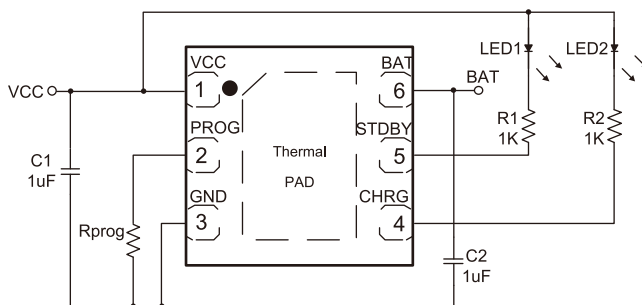 LED1
LED2
VCC
BAT
VCC
1
6
BAT
PROG
STDBY
R1
1K
R2
1K
C1
1uF
2
Thermal
PAD
5
GND
CHRG
Rprog
3
4
C2
1uF